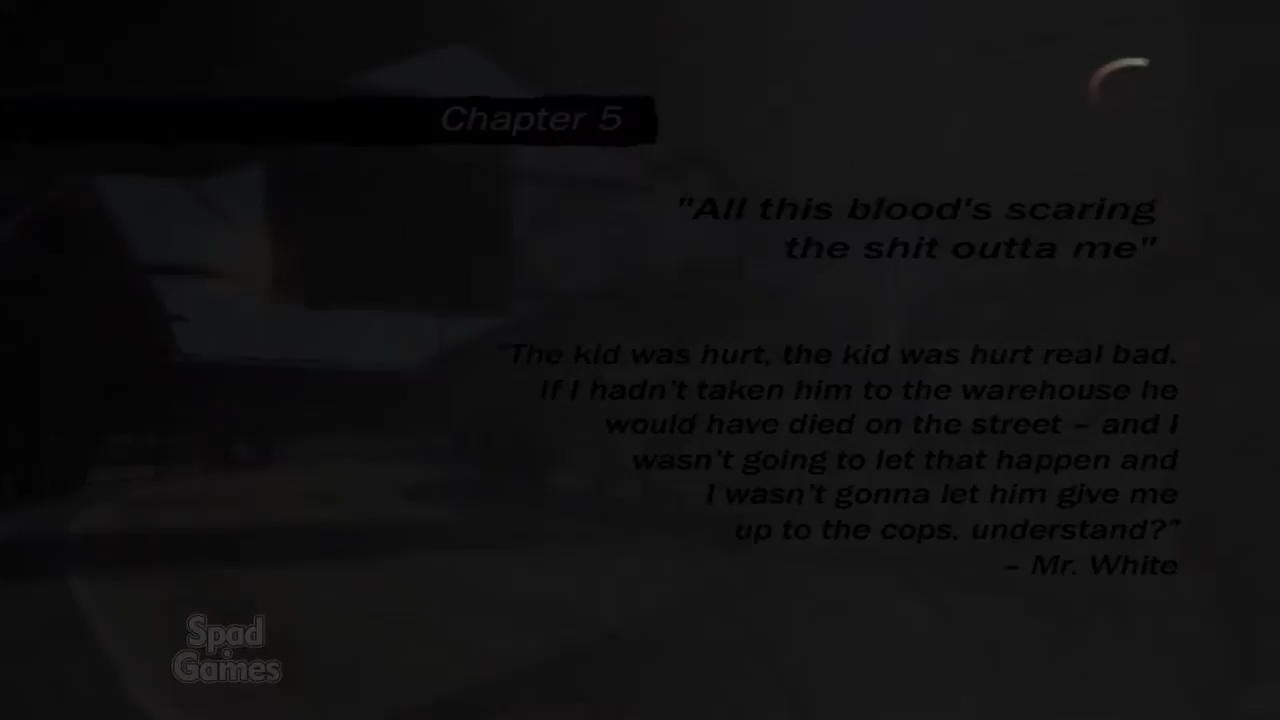 Chapter 5
"All this blood's scaring
the shit outta me"
"The kid was hurt, the kid was hurt real bad.
If I hadn't taken him to the warehouse he
would have died on the street – and I
wasn't going to let that happen and
I wasn't gonna let him give me
up to the cops, understand?"
– Mr. White
Spad
Games